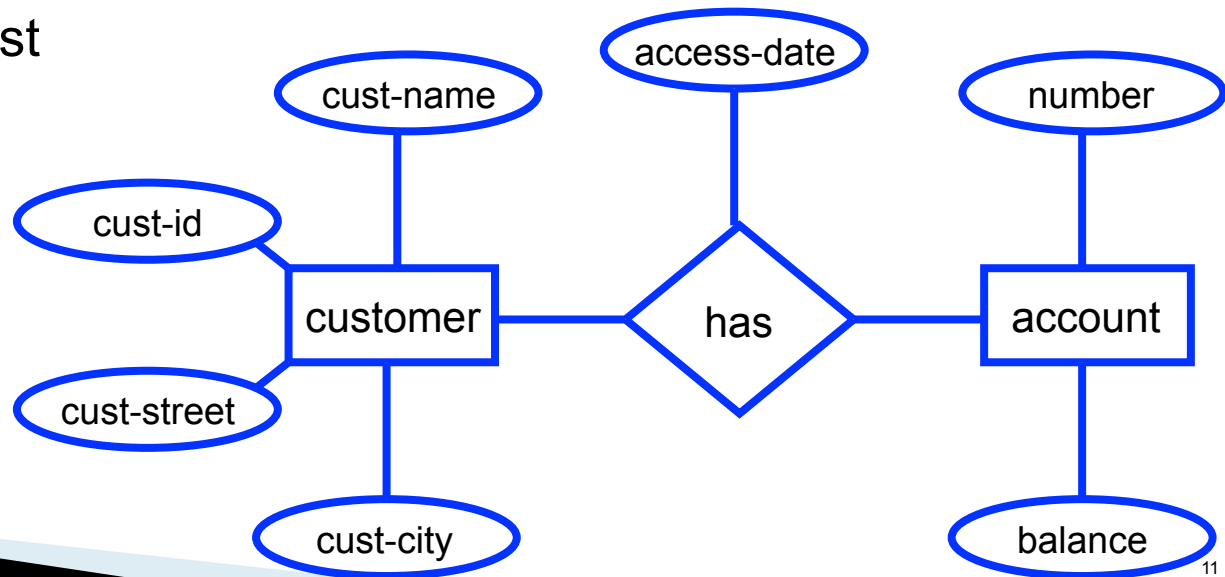 st
access-date
cust-name
number
cust-id
customer
has
account
cust-street
cust-city
balance
11